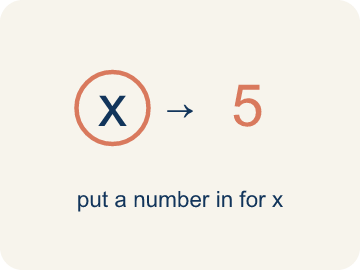 x → 5
put a number in for x